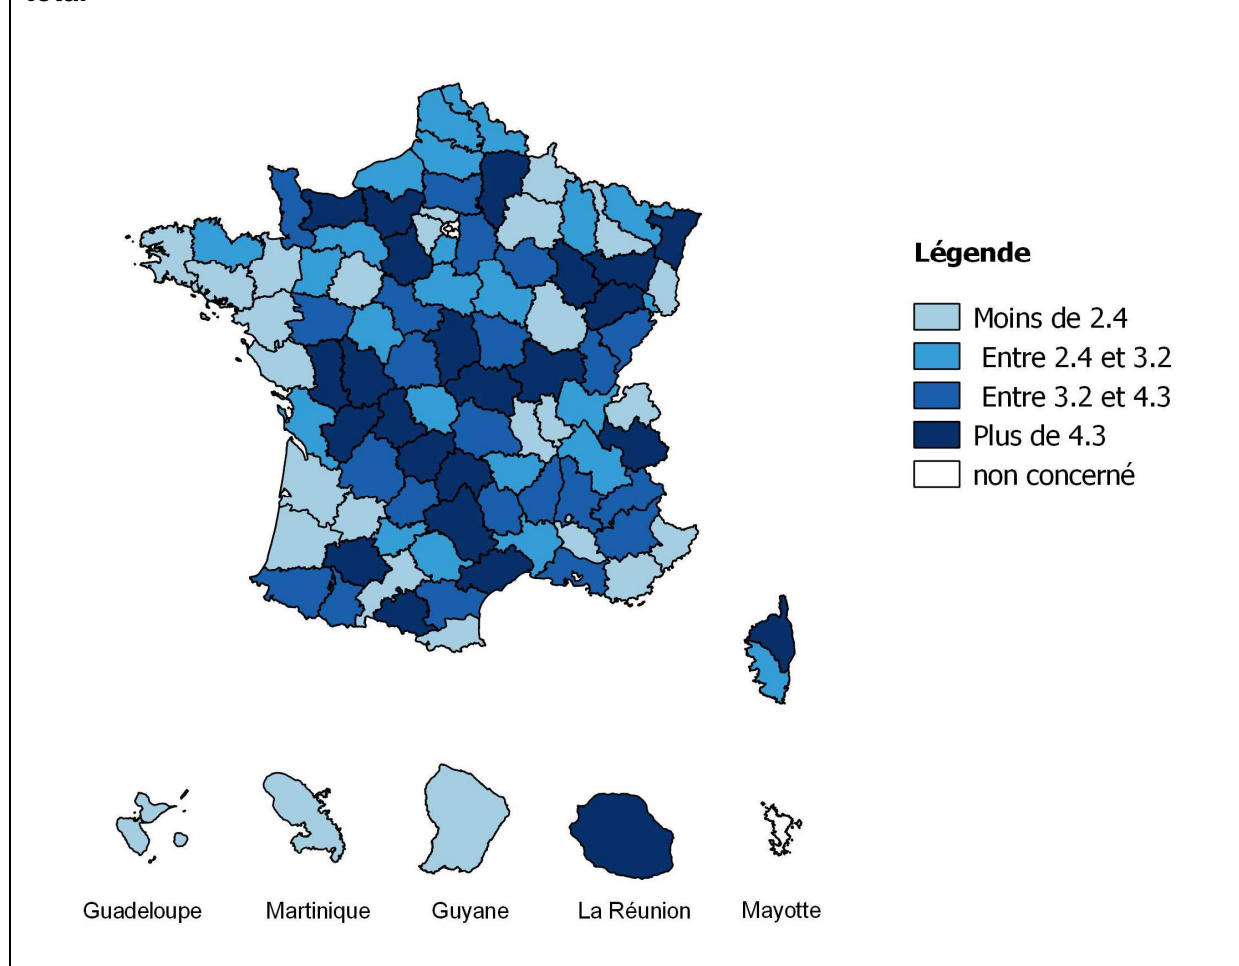 Légende
Moins de 2.4
Entre 2.4 et 3.2
Entre 3.2 et 4.3
Plus de 4.3
non concerné
Guadeloupe
Martinique
Guyane
La Réunion
Mayotte